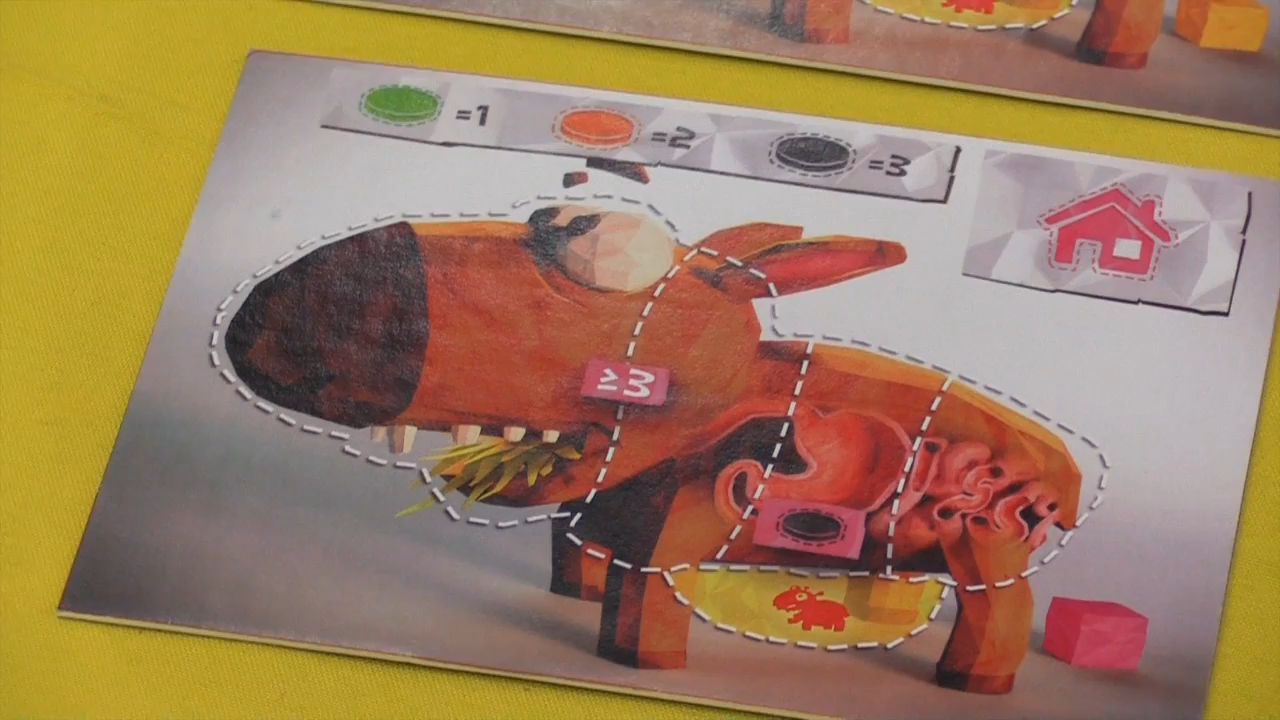 =1
=2
=3
≥3